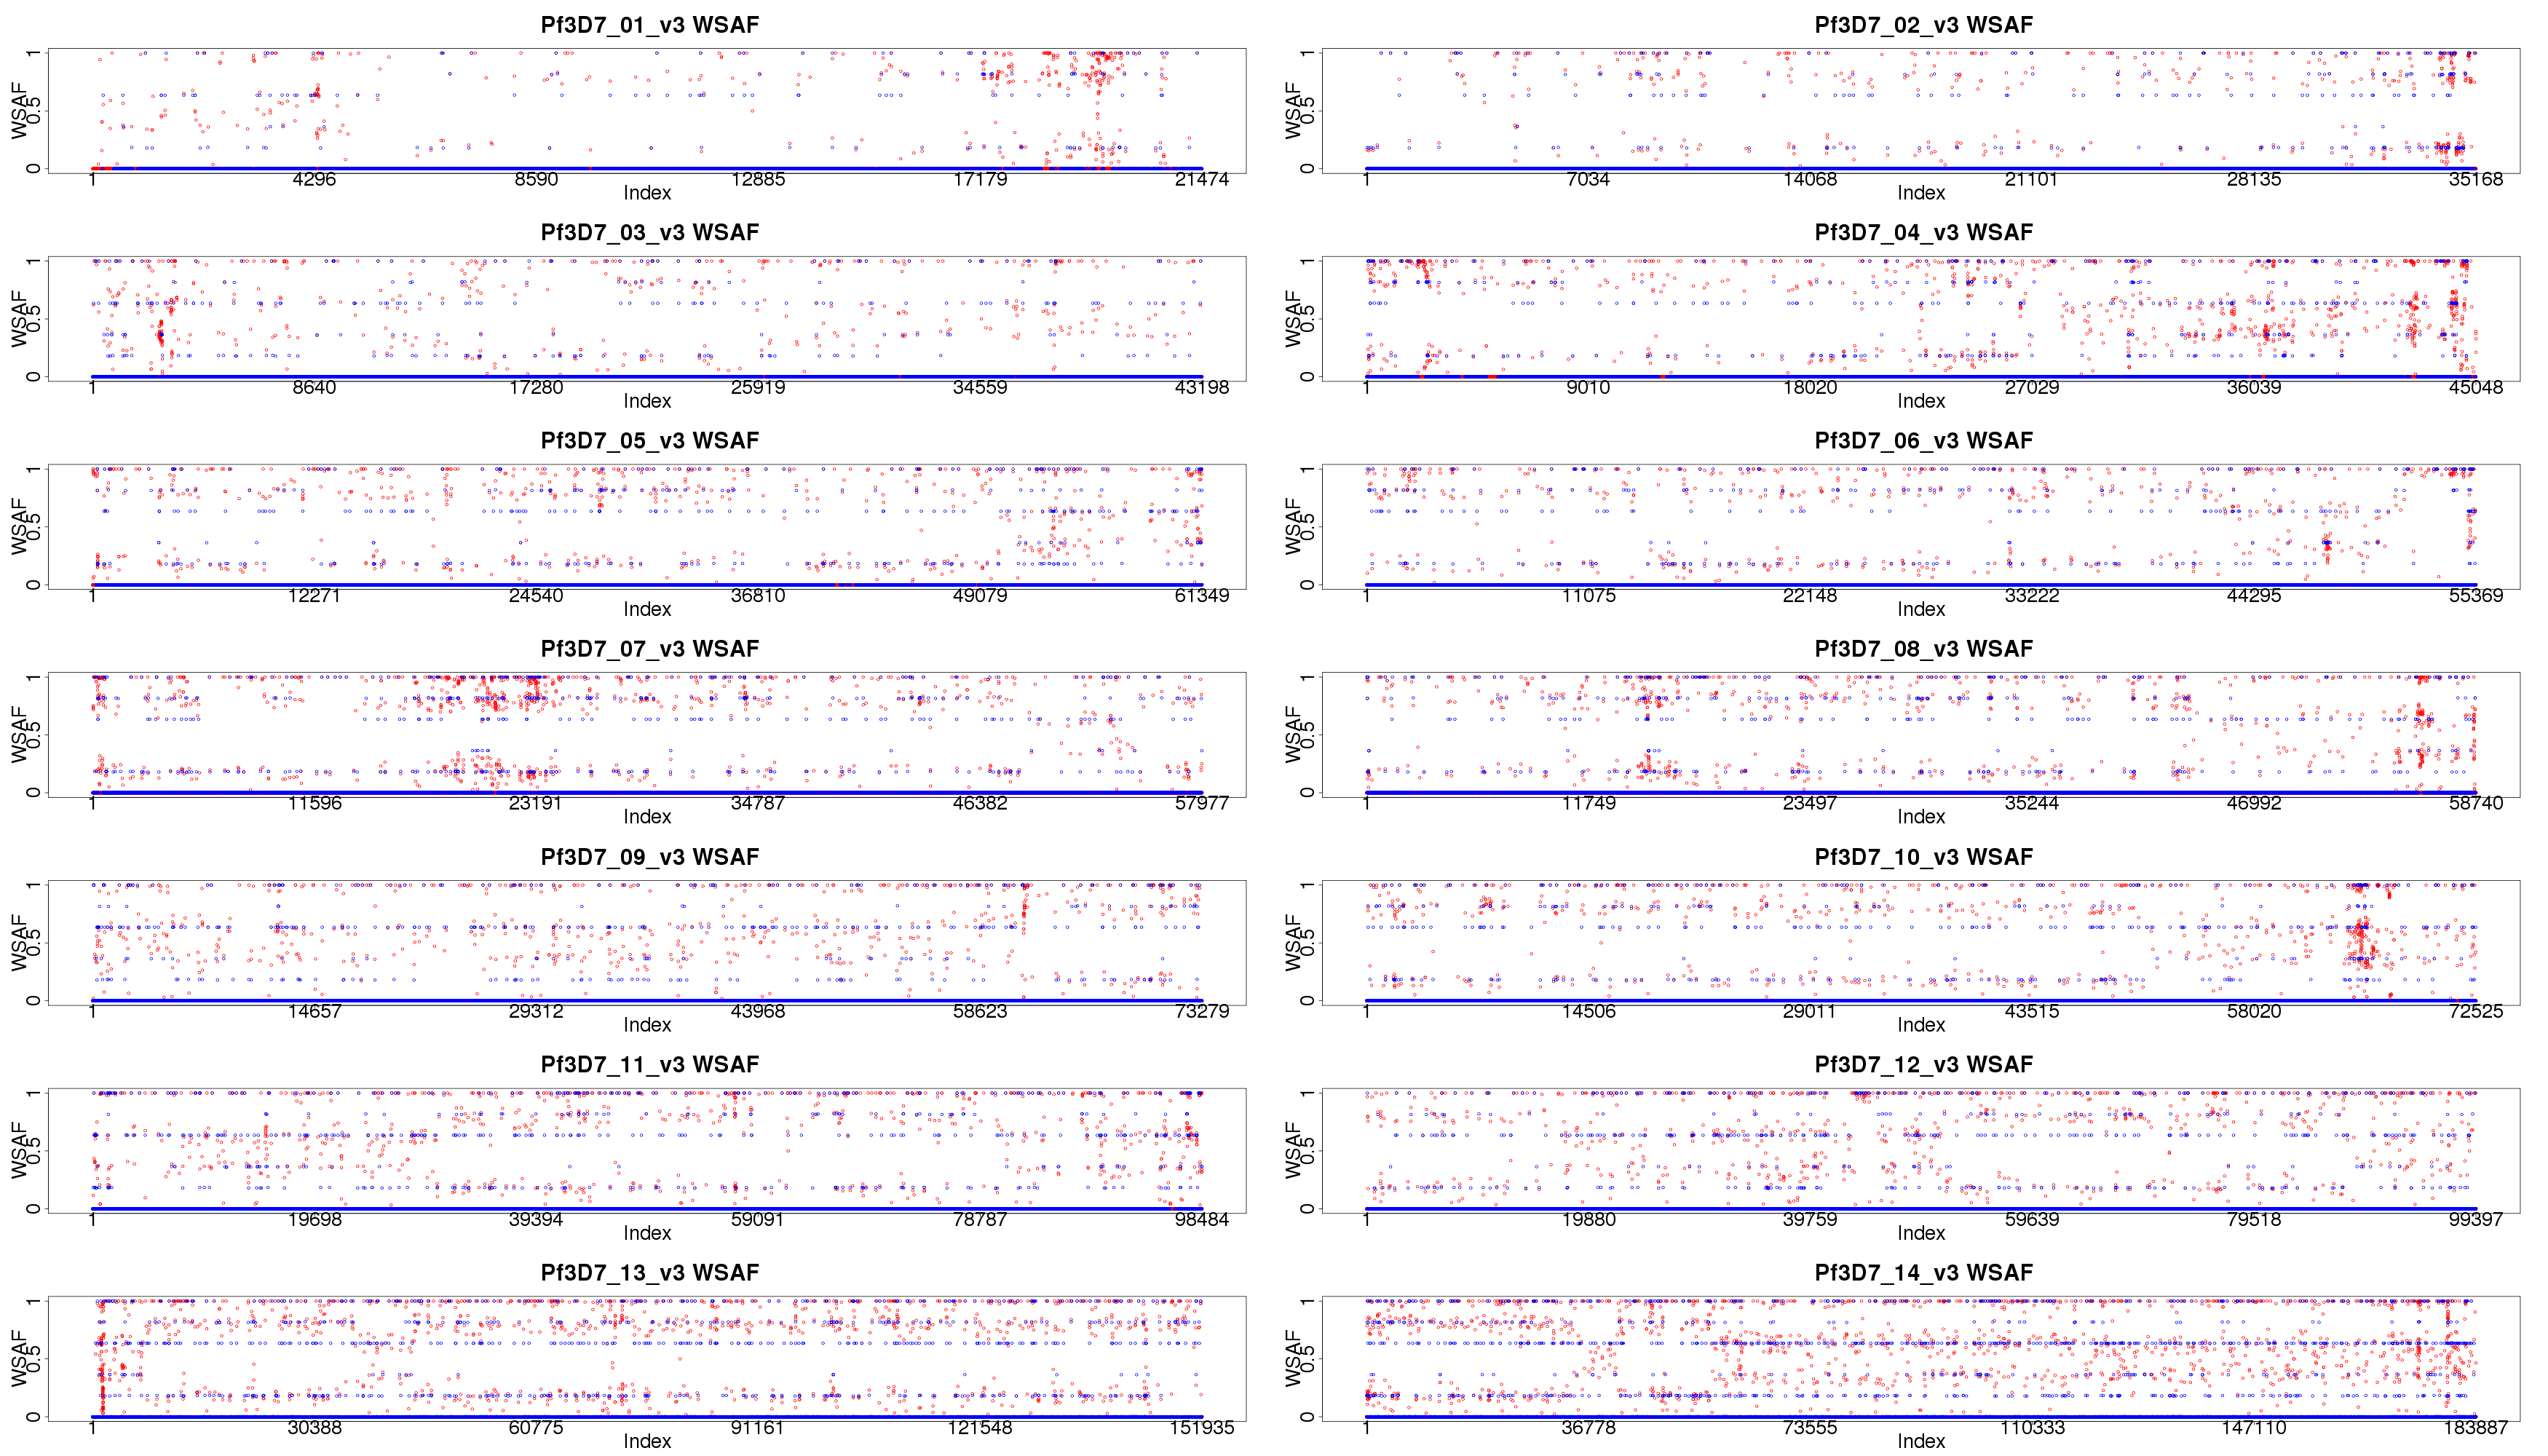 Pf3D7_01_v3 WSAF
WSAF
0 0.5 1
1 4296 8590 12885 17179 21474
Index
Pf3D7_02_v3 WSAF
WSAF
0 0.5 1
1 7034 14068 21101 28135 35168
Index
Pf3D7_03_v3 WSAF
WSAF
0 0.5 1
1 8640 17280 25919 34559 43198
Index
Pf3D7_04_v3 WSAF
WSAF
0 0.5 1
1 9010 18020 27029 36039 45048
Index
Pf3D7_05_v3 WSAF
WSAF
0 0.5 1
1 12271 24540 36810 49079 61349
Index
Pf3D7_06_v3 WSAF
WSAF
0 0.5 1
1 11075 22148 33222 44295 55369
Index
Pf3D7_07_v3 WSAF
WSAF
0 0.5 1
1 11596 23191 34787 46382 57977
Index
Pf3D7_08_v3 WSAF
WSAF
0 0.5 1
1 11749 23497 35244 46992 58740
Index
Pf3D7_09_v3 WSAF
WSAF
0 0.5 1
1 14657 29312 43968 58623 73279
Index
Pf3D7_10_v3 WSAF
WSAF
0 0.5 1
1 14506 29011 43515 58020 72525
Index
Pf3D7_11_v3 WSAF
WSAF
0 0.5 1
1 19698 39394 59091 78787 98484
Index
Pf3D7_12_v3 WSAF
WSAF
0 0.5 1
1 19880 39759 59639 79518 99397
Index
Pf3D7_13_v3 WSAF
WSAF
0 0.5 1
1 30388 60775 91161 121548 151935
Index
Pf3D7_14_v3 WSAF
WSAF
0 0.5 1
1 36778 73555 110333 147110 183887
Index